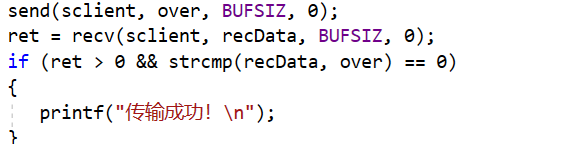 send(sclient, over, BUFSIZ, 0);
ret = recv(sclient, recData, BUFSIZ, 0);
if (ret > 0 && strcmp(recData, over) == 0)
{
printf("传输成功! \n");
}